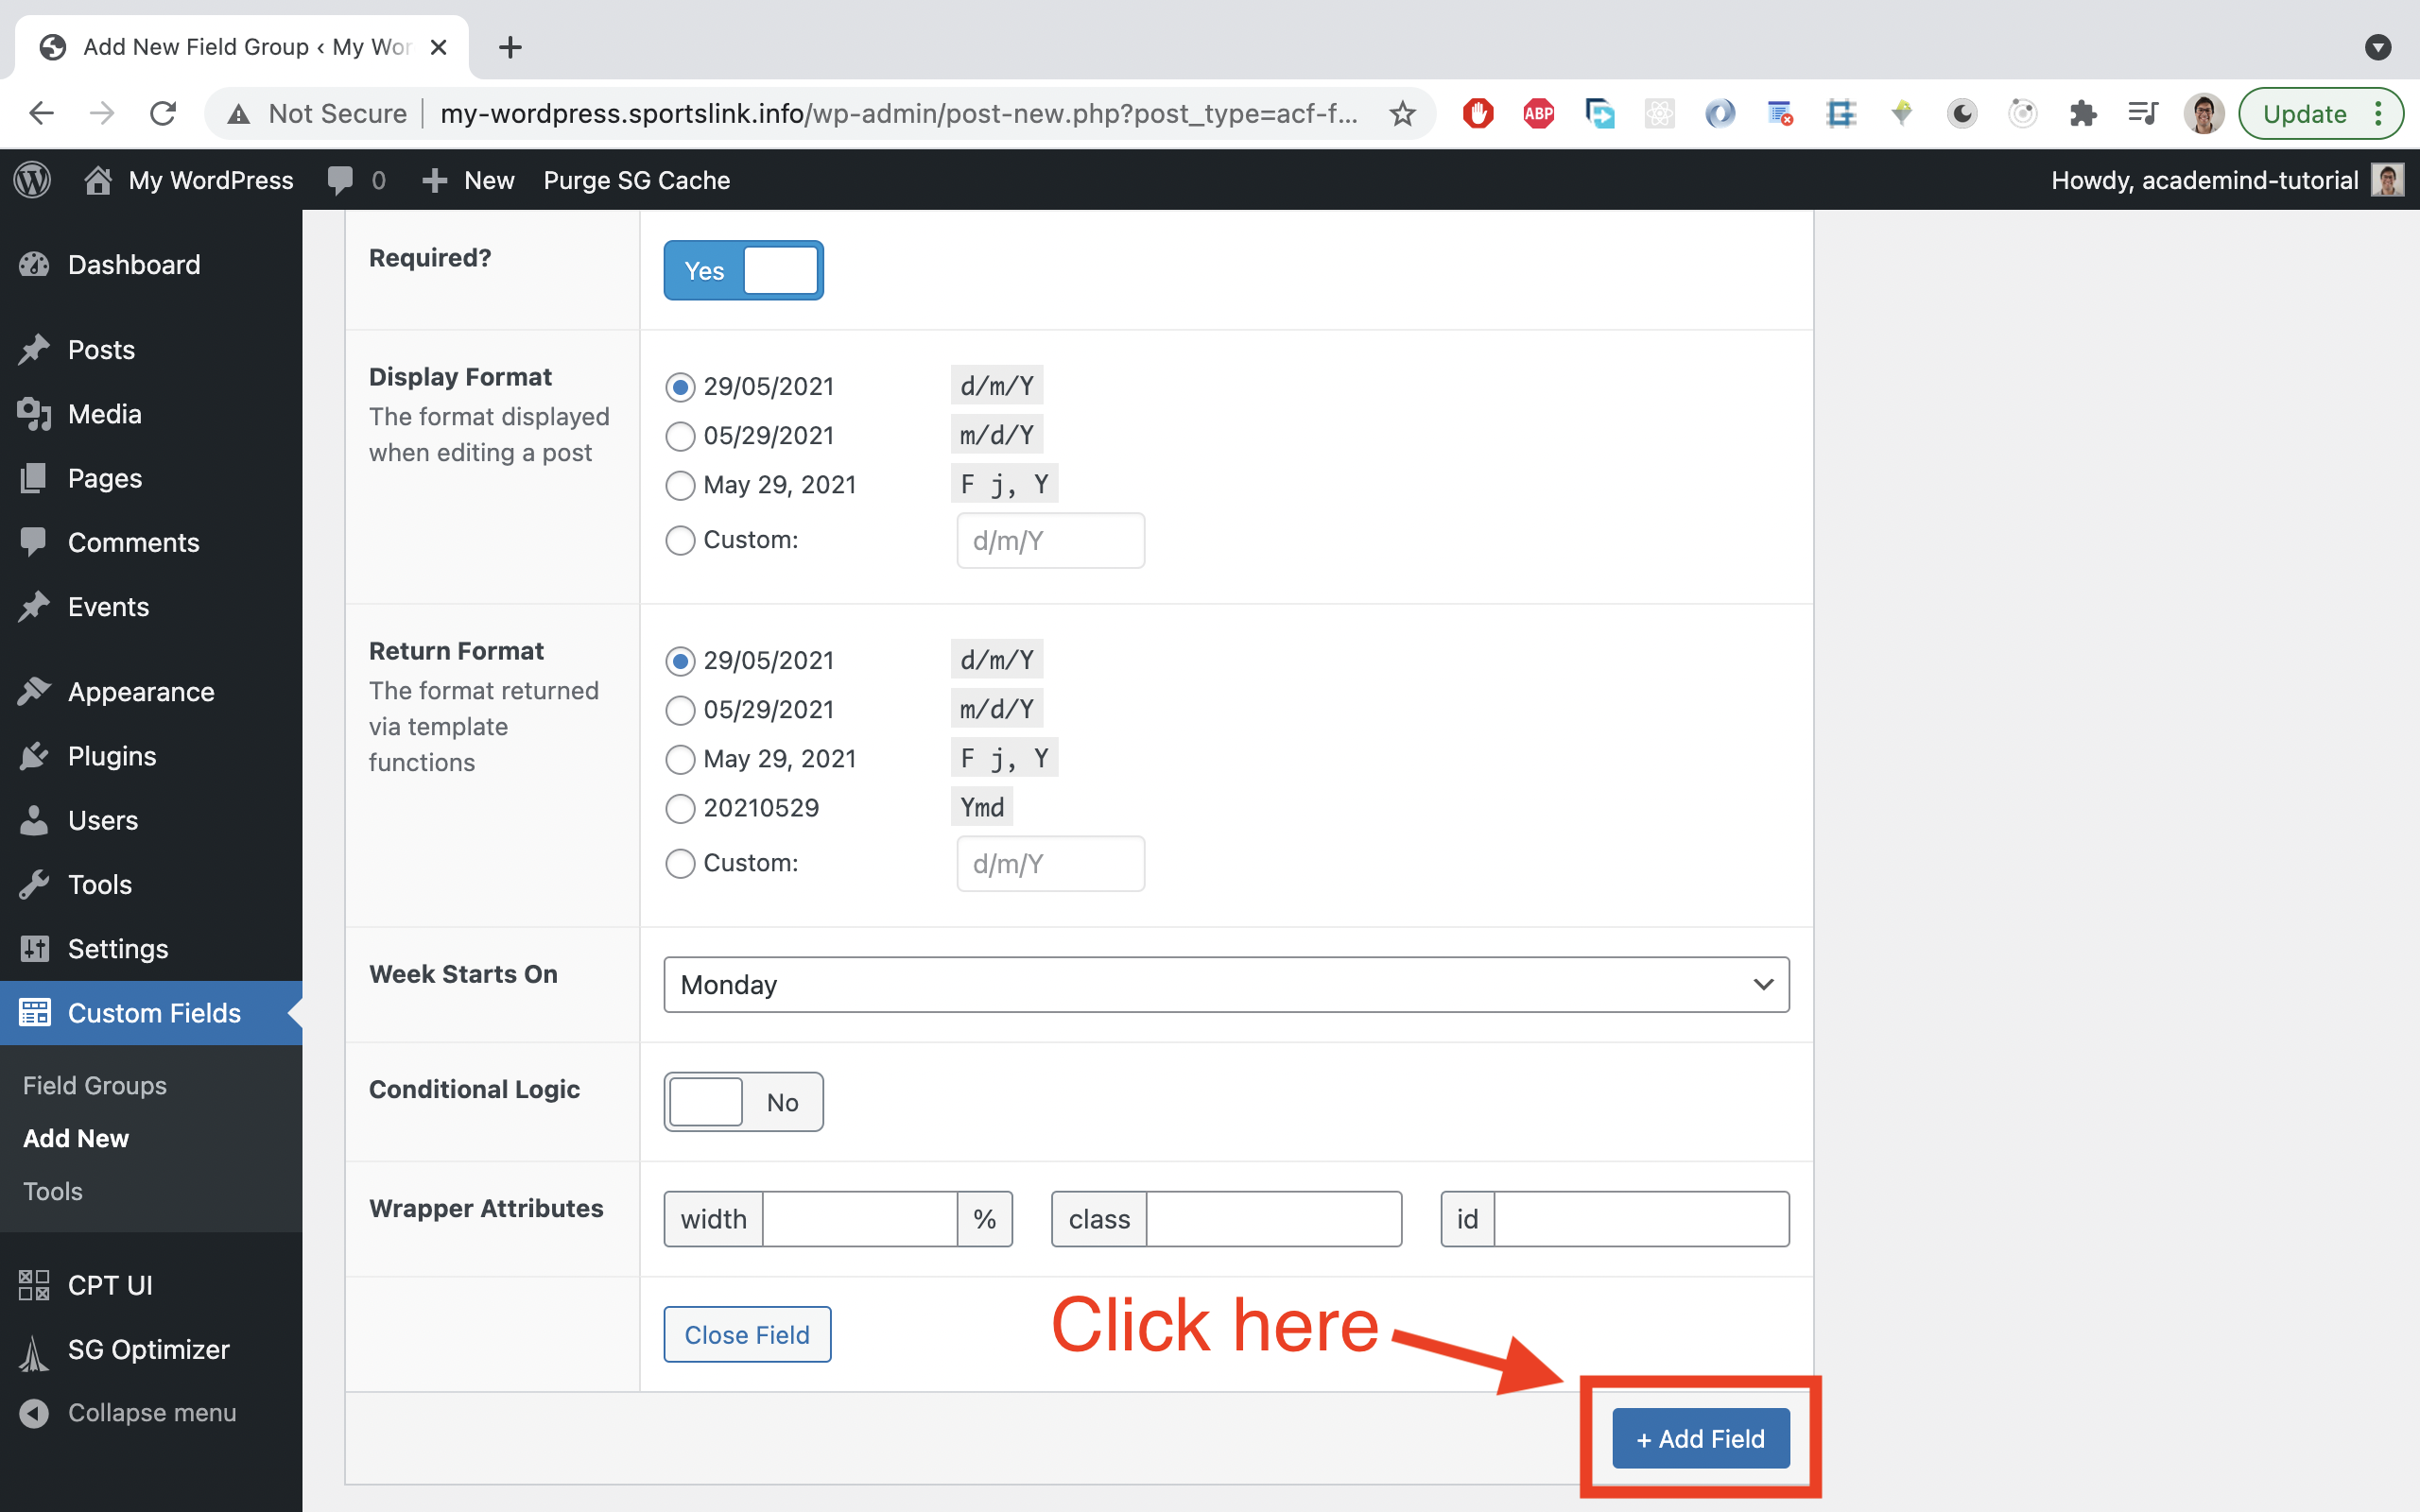 Add New Field Group ‹ My Wor
Not Secure
my-wordpress.sportslink.info/wp-admin/post-new.php?post_type=acf-f...
ABP
Update
My WordPress
0
New
Purge SG Cache
Howdy, academind-tutorial
Dashboard
Posts
Media
Pages
Comments
Events
Appearance
Plugins
Users
Tools
Settings
Custom Fields
Field Groups
Add New
Tools
CPT UI
SG Optimizer
Collapse menu
Required?
Yes
Display Format
The format displayed
when editing a post
29/05/2021 d/m/Y
05/29/2021 m/d/Y
May 29, 2021 F j, Y
Custom: d/m/Y
Return Format
The format returned
via template
functions
29/05/2021 d/m/Y
05/29/2021 m/d/Y
May 29, 2021 F j, Y
20210529 Ymd
Custom: d/m/Y
Week Starts On
Monday
Conditional Logic
No
Wrapper Attributes
width % class id
Close Field
Click here
+ Add Field